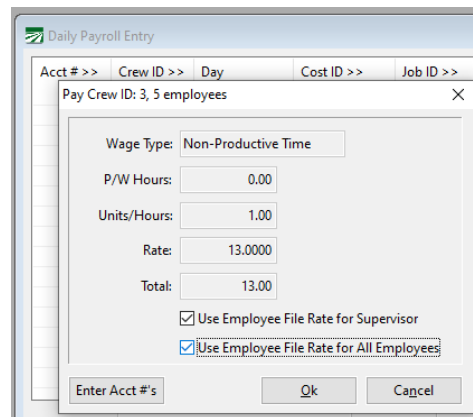 Daily Payroll Entry
Acct # >> Crew ID >> Day Cost ID >> Job ID >>
Pay Crew ID: 3, 5 employees
Wage Type: Non-Productive Time
P/W Hours: 0.00
Units/Hours: 1.00
Rate: 13.0000
Total: 13.00
Use Employee File Rate for Supervisor
Use Employee File Rate for All Employees
Enter Acct #'s Ok Cancel